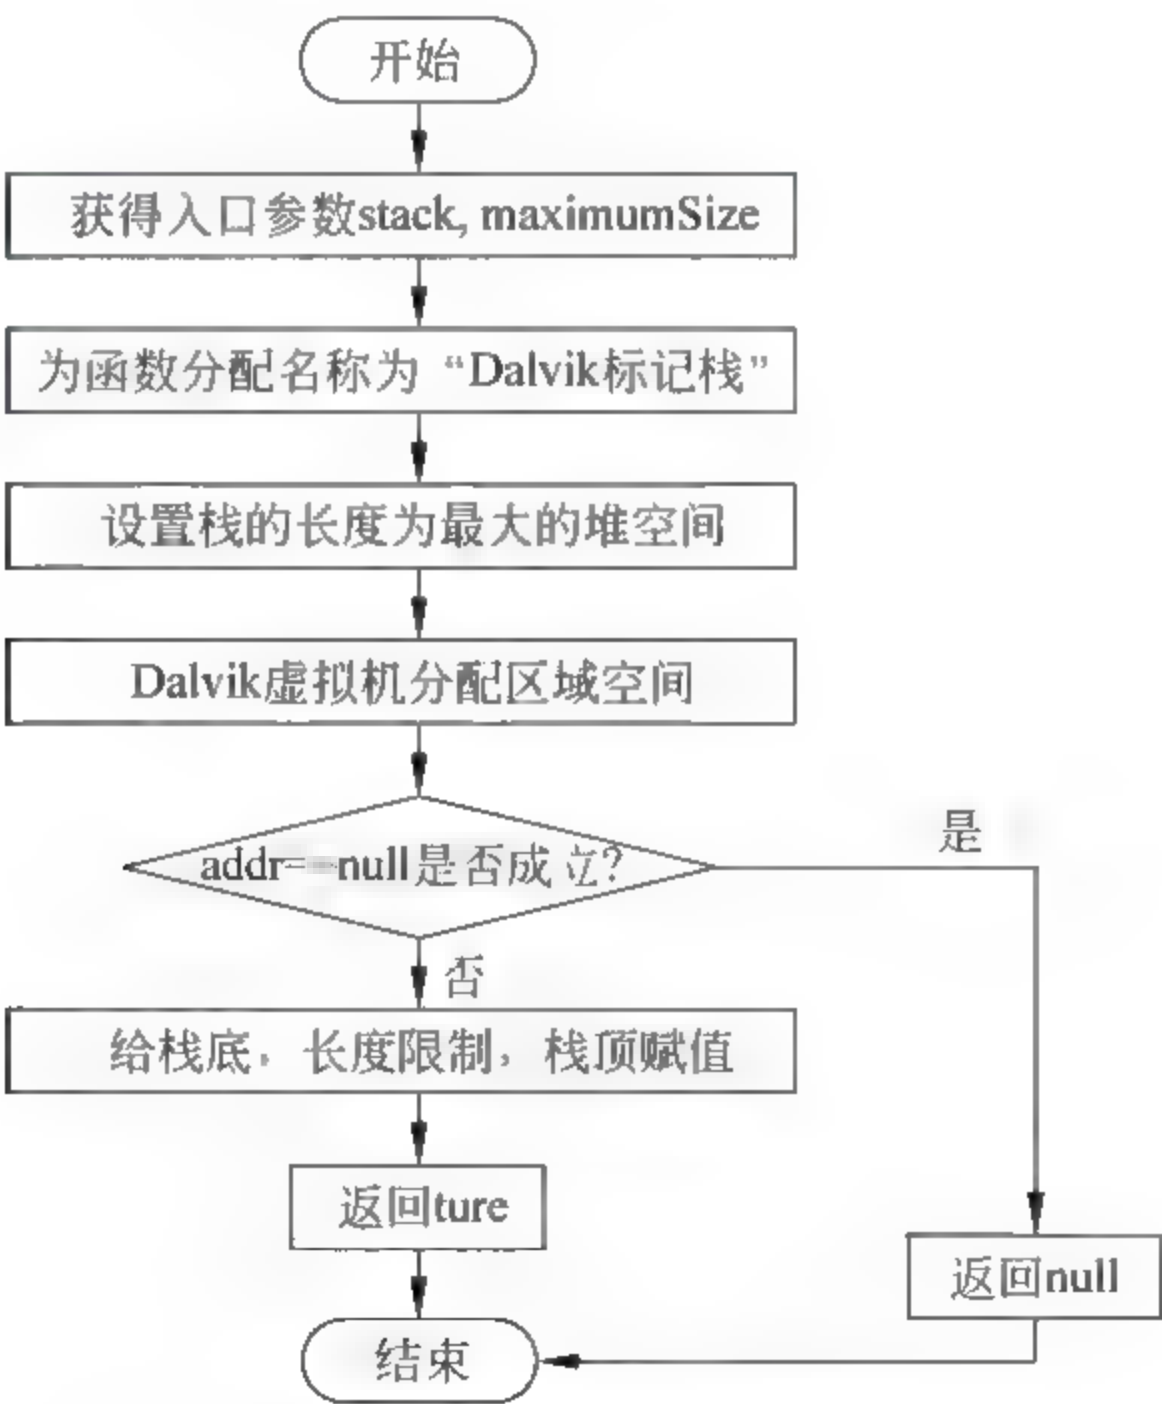 开始
获得入口参数stack, maximumSize
为函数分配名称为“Dalvik标记栈”
设置栈的长度为最大的堆空间
Dalvik虚拟机分配区域空间
addr==null是否成立?
是
否
给栈底，长度限制，栈顶赋值
返回ture
返回null
结束